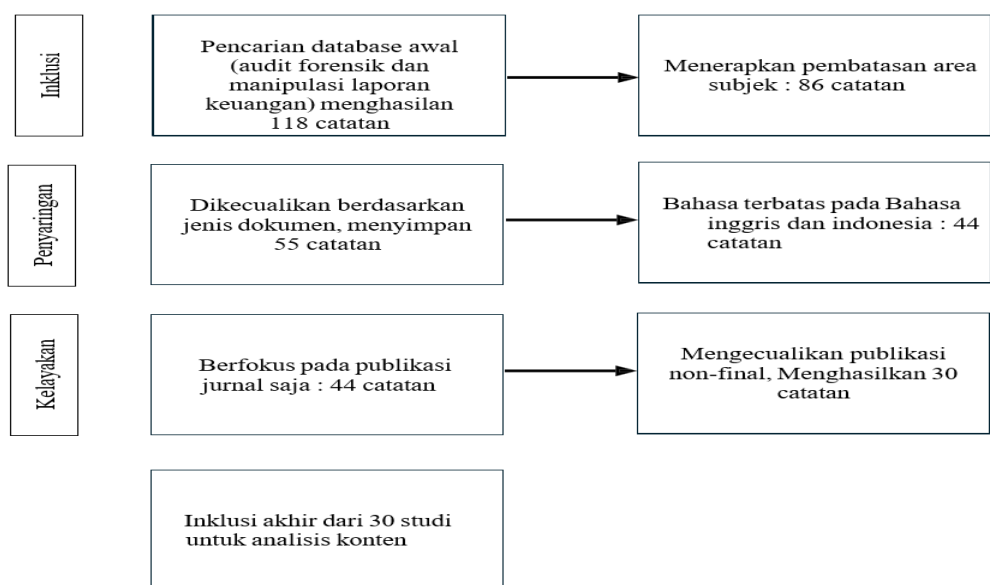 Inklusi
Pencarian database awal
(audit forensik dan
manipulasi laporan
keuangan) menghasilan
118 catatan
Menerapkan pembatasan area
subjek : 86 catatan
Penyaringan
Dikecualikan berdasarkan
jenis dokumen, menyimpan
55 catatan
Bahasa terbatas pada Bahasa
inggris dan indonesia : 44
catatan
Kelayakan
Berfokus pada publikasi
jurnal saja : 44 catatan
Mengecualikan publikasi
non-final, Menghasilkan 30
catatan
Inklusi akhir dari 30 studi
untuk analisis konten